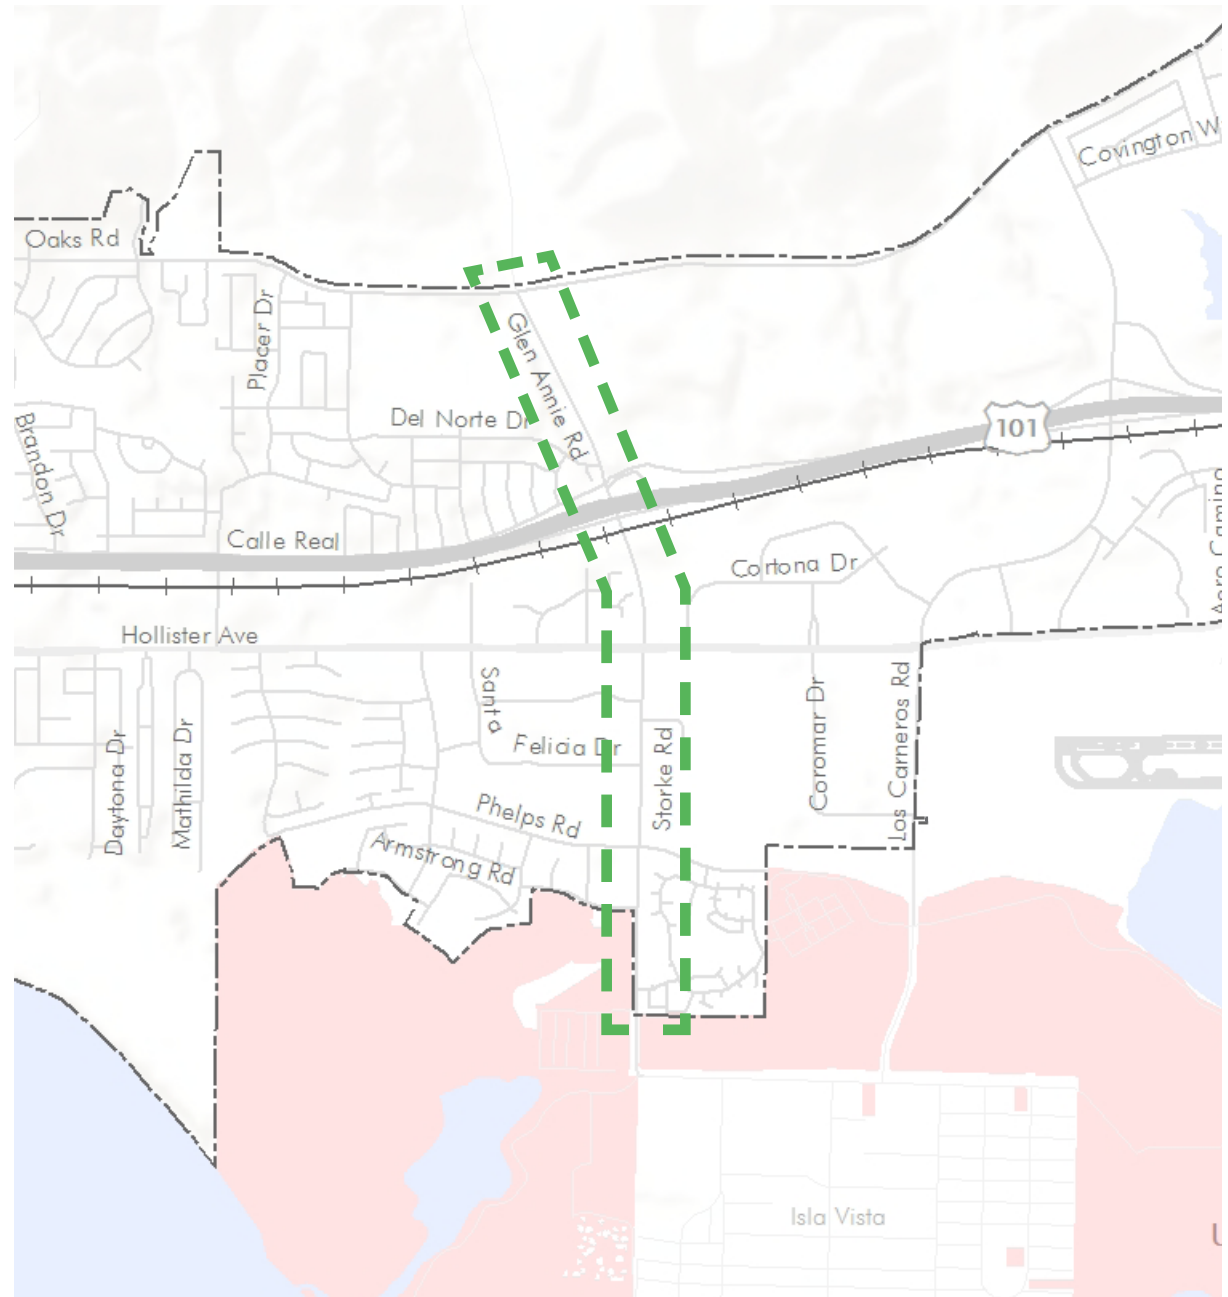 Covington W
Oaks Rd
Placer Dr
Glen Annie Rd
Del Norte Dr
101
Brandon Dr
Calle Real
Aero Camino
Cortona Dr
Hollister Ave
Santa
Felicia Dr
Daytona Dr
Mathilda Dr
Storke Rd
Coromar Dr
Los Carneros Rd
Phelps Rd
Armstrong Rd
Isla Vista
U